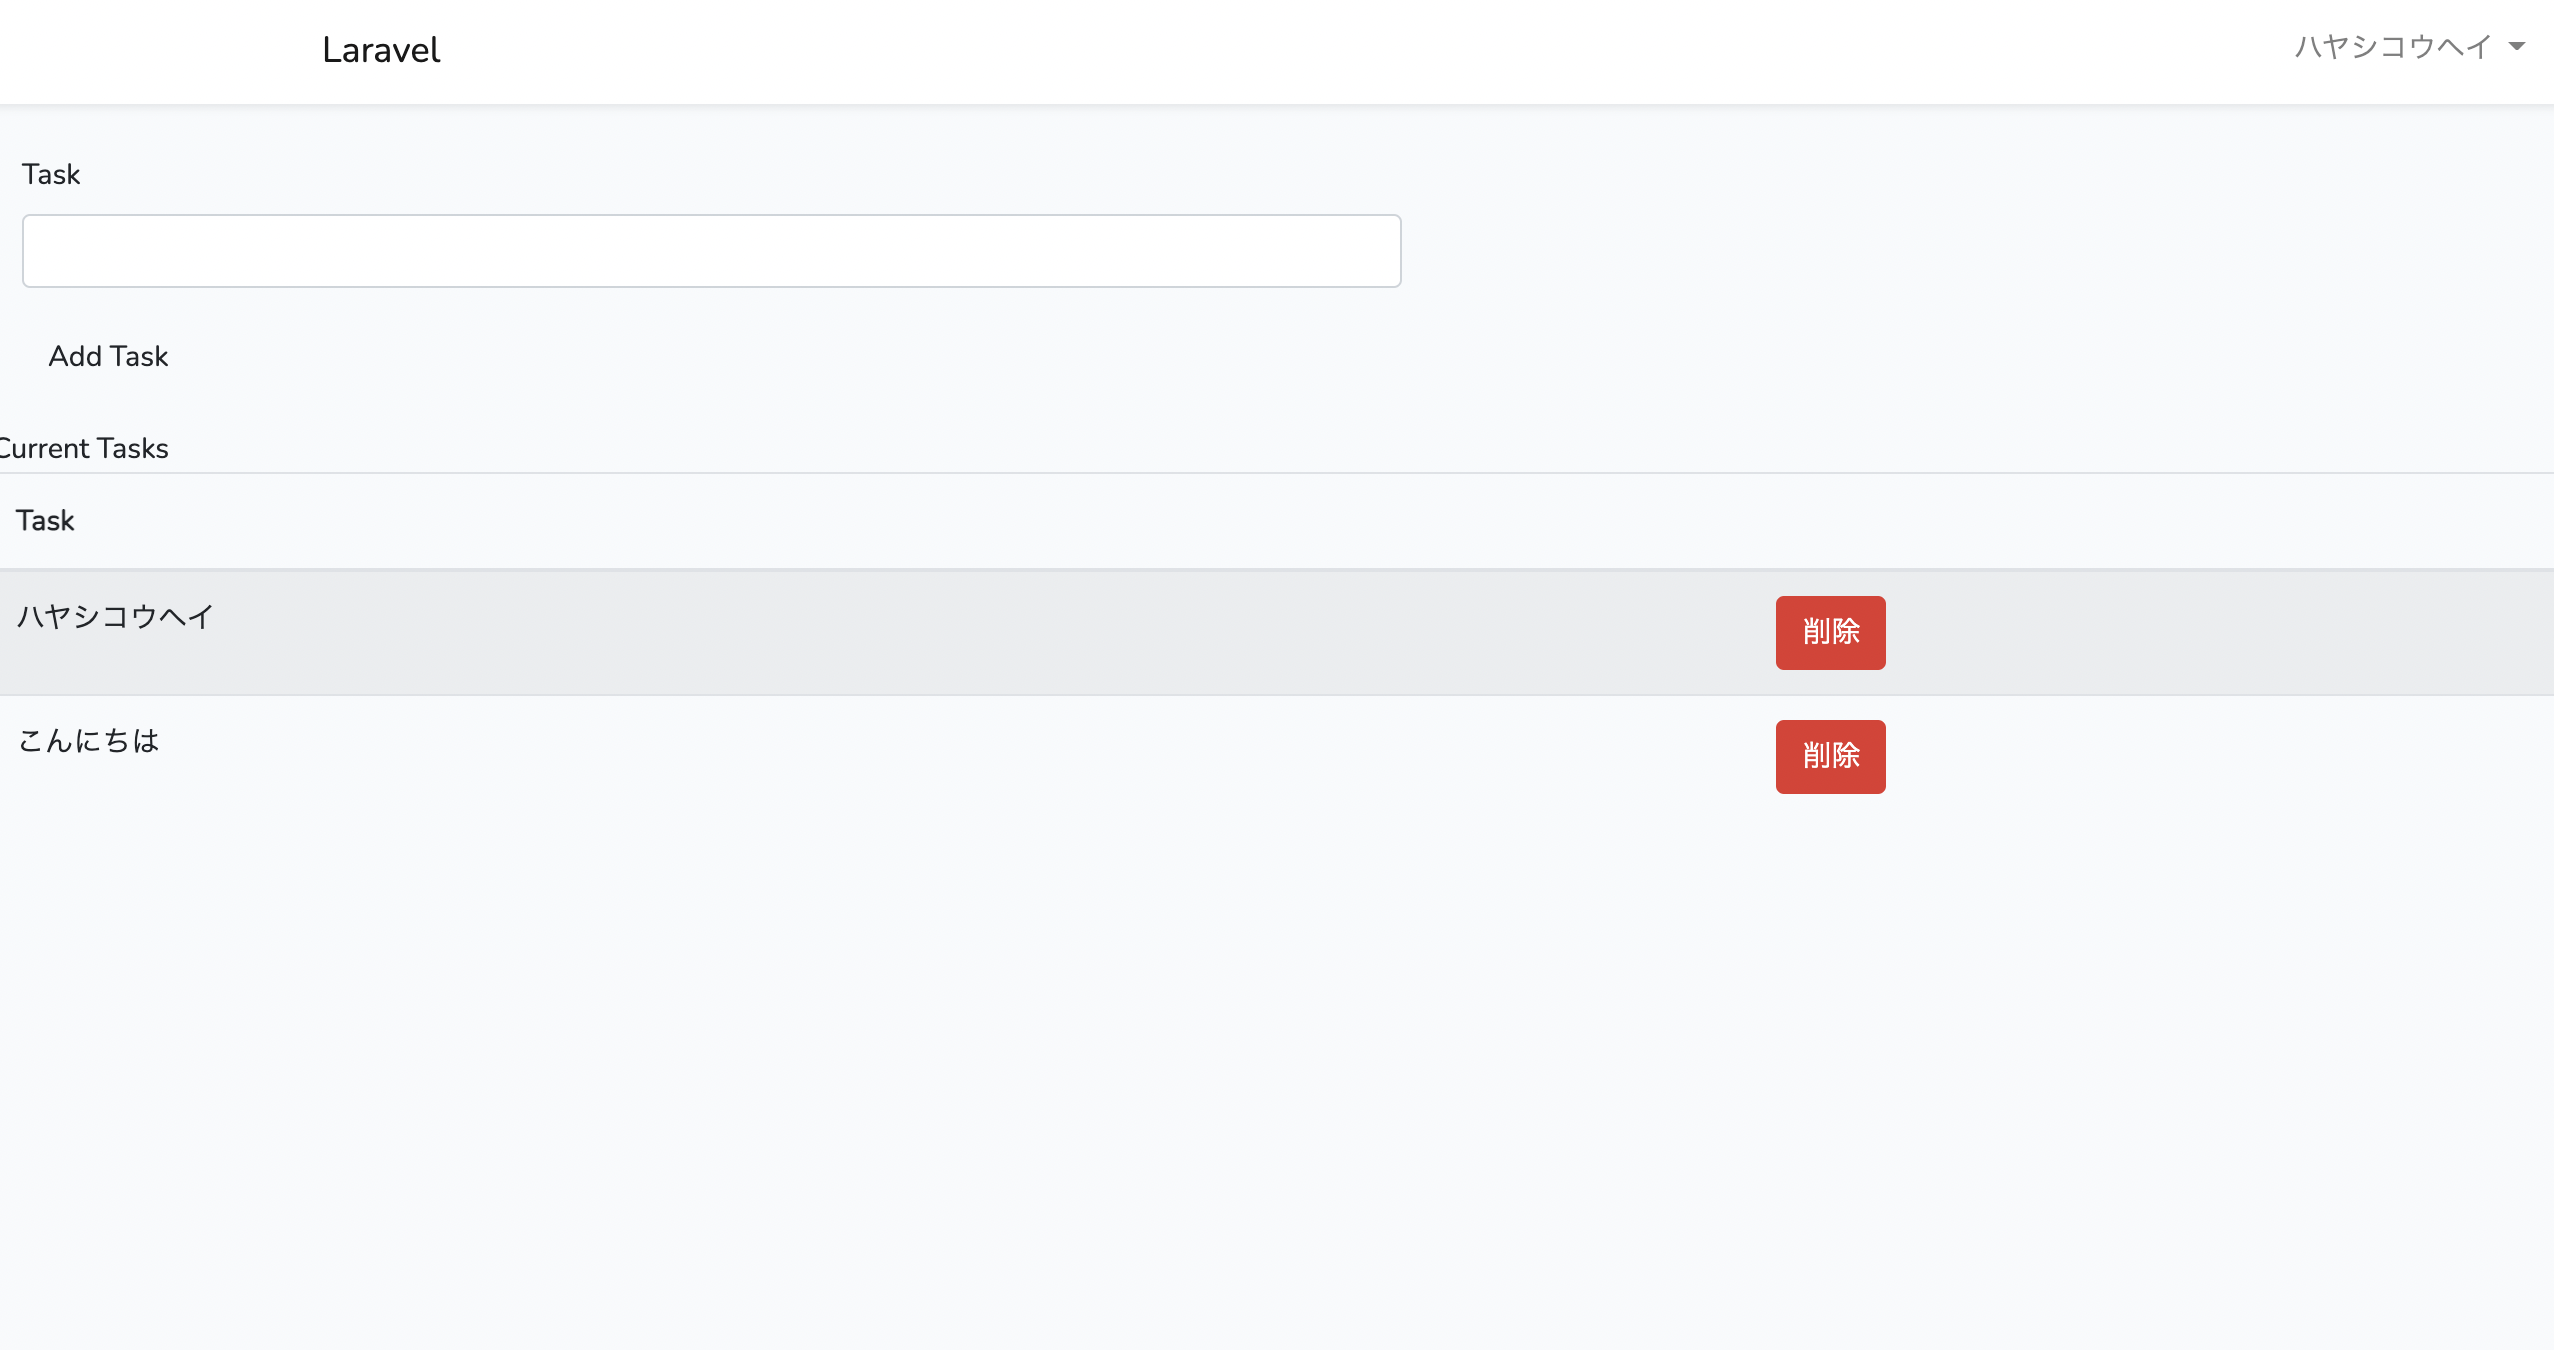 Laravel
ハヤシコウヘイ
Task
Add Task
Current Tasks
Task
ハヤシコウヘイ 削除
こんにちは 削除